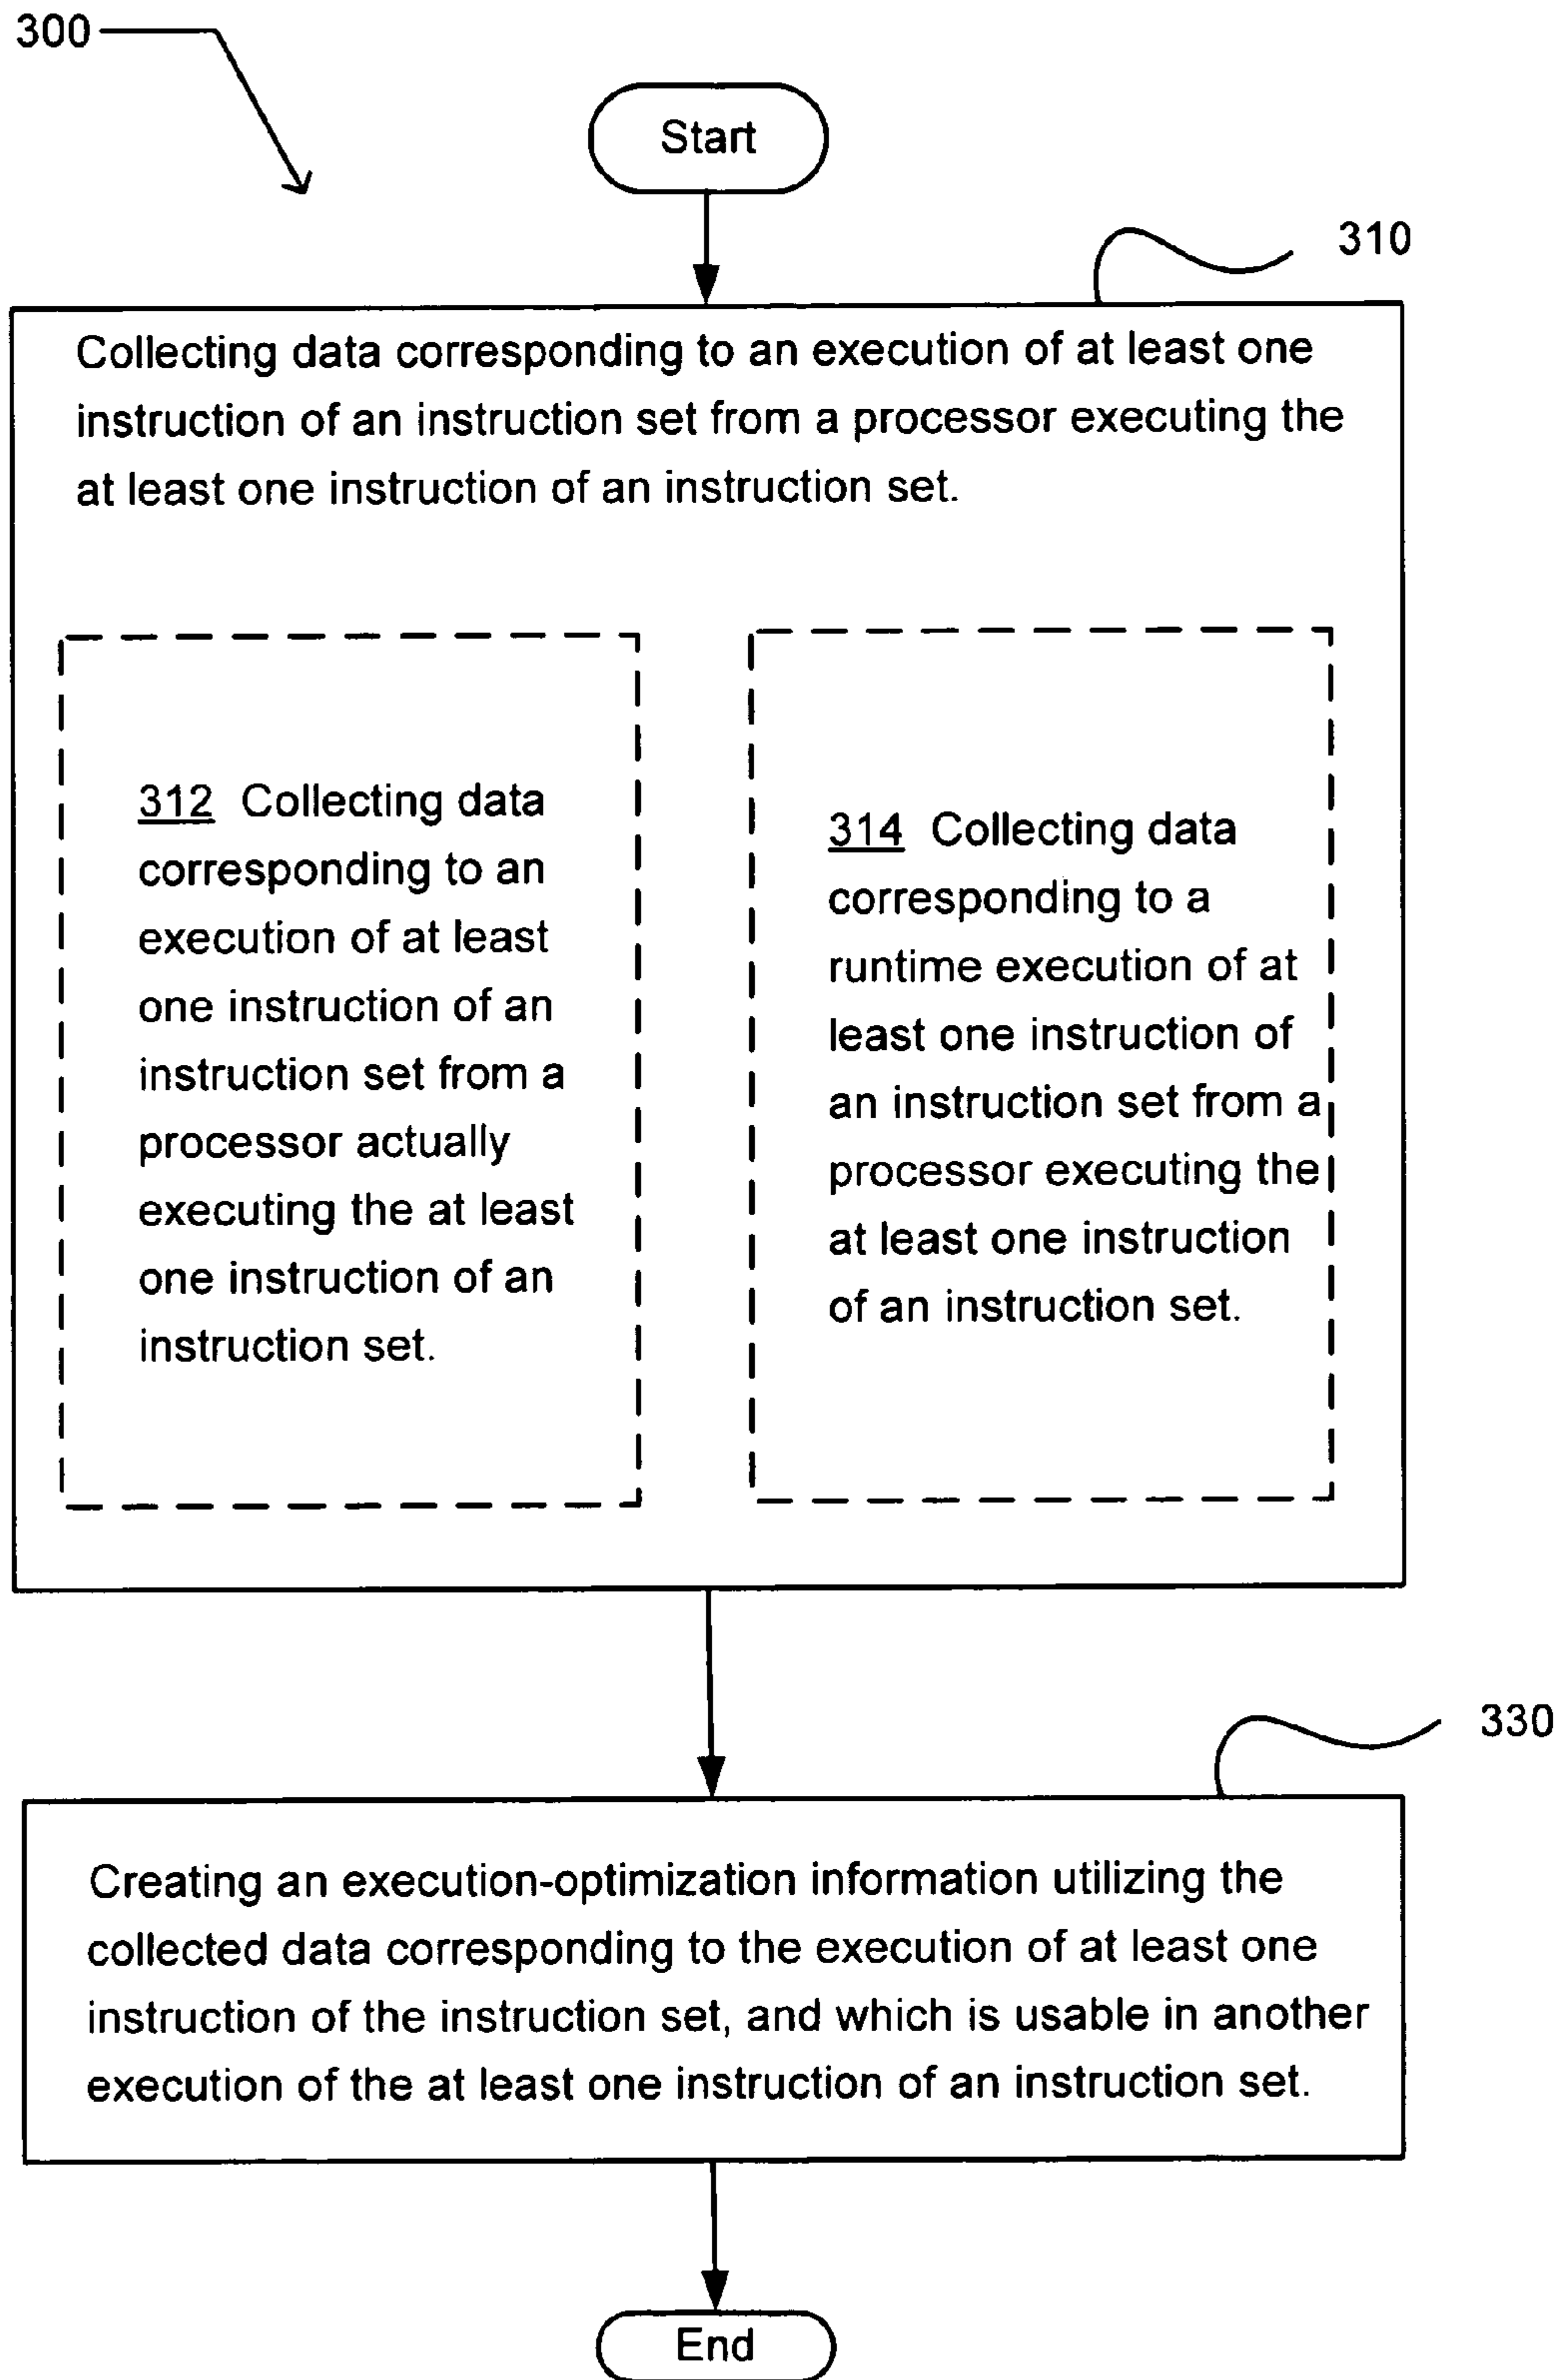 300
Start
310
Collecting data corresponding to an execution of at least one
instruction of an instruction set from a processor executing the
at least one instruction of an instruction set.
312 Collecting data
corresponding to an
execution of at least
one instruction of an
instruction set from a
processor actually
executing the at least
one instruction of an
instruction set.
314 Collecting data
corresponding to a
runtime execution of at
least one instruction of
an instruction set from a
processor executing the
at least one instruction
of an instruction set.
330
Creating an execution-optimization information utilizing the
collected data corresponding to the execution of at least one
instruction of the instruction set, and which is usable in another
execution of the at least one instruction of an instruction set.
End